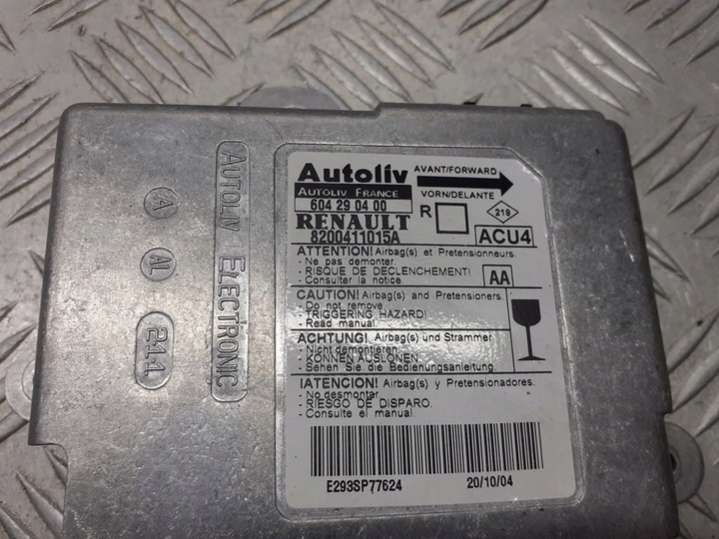 Autoliv
AVANT/FORWARD
AUTOLIV FRANCE
VORN/DELANTE
604 29 04 00
RENAULT
R
219
8200411015A
ACU4
ATTENTION! Airbag(s) et Pretensionneurs.
- Ne pas demonter.
- RISQUE DE DECLENCHEMENT!
- Consulter la notice.
AA
CAUTION! Airbag(s) and Pretensioners
- Do not remove
- TRIGGERING HAZARD!
- Read manual.
ACHTUNG! Airbag(s) und Strammer
- Nicht demontieren.
- KONNEN AUSLONEN.
- Sehen Sie die Bedienungsanleitung
!ATENCION! Airbag(s) y Pretensionadores.
- No desmontar
- RIESGO DE DISPARO.
- Consulte el manual.
E293SP77624
20/10/04
AUTOLIV ELECTRONIC
A
AL
211